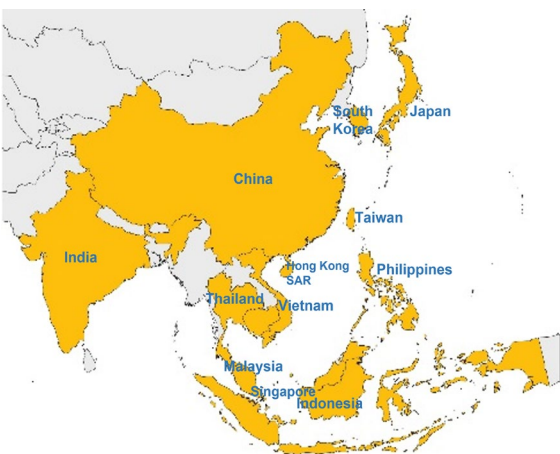 South
Korea
Japan
China
Taiwan
India
Hong Kong
SAR
Philippines
Thailand
Vietnam
Malaysia
Singapore
Indonesia